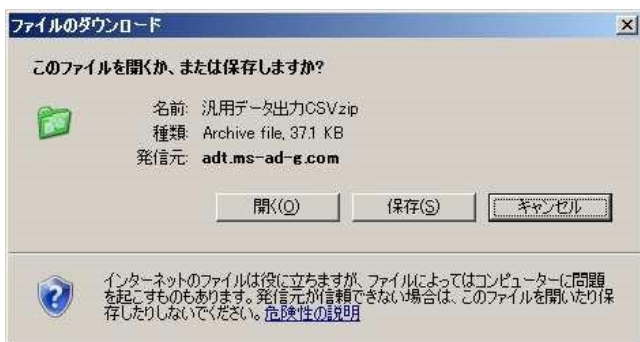 ファイルのダウンロード
このファイルを開くか、または保存しますか?
名前: 汎用データ出力CSV.zip
種類: Archive file, 37.1 KB
発信元: adt.ms-ad-g.com
開く(O)
保存(S)
キャンセル
インターネットのファイルは役に立ちますが、ファイルによってはコンピューターに問題
を起こすものもあります。発信元が信頼できない場合は、このファイルを開いたり保
存したりしないでください。危険性の説明